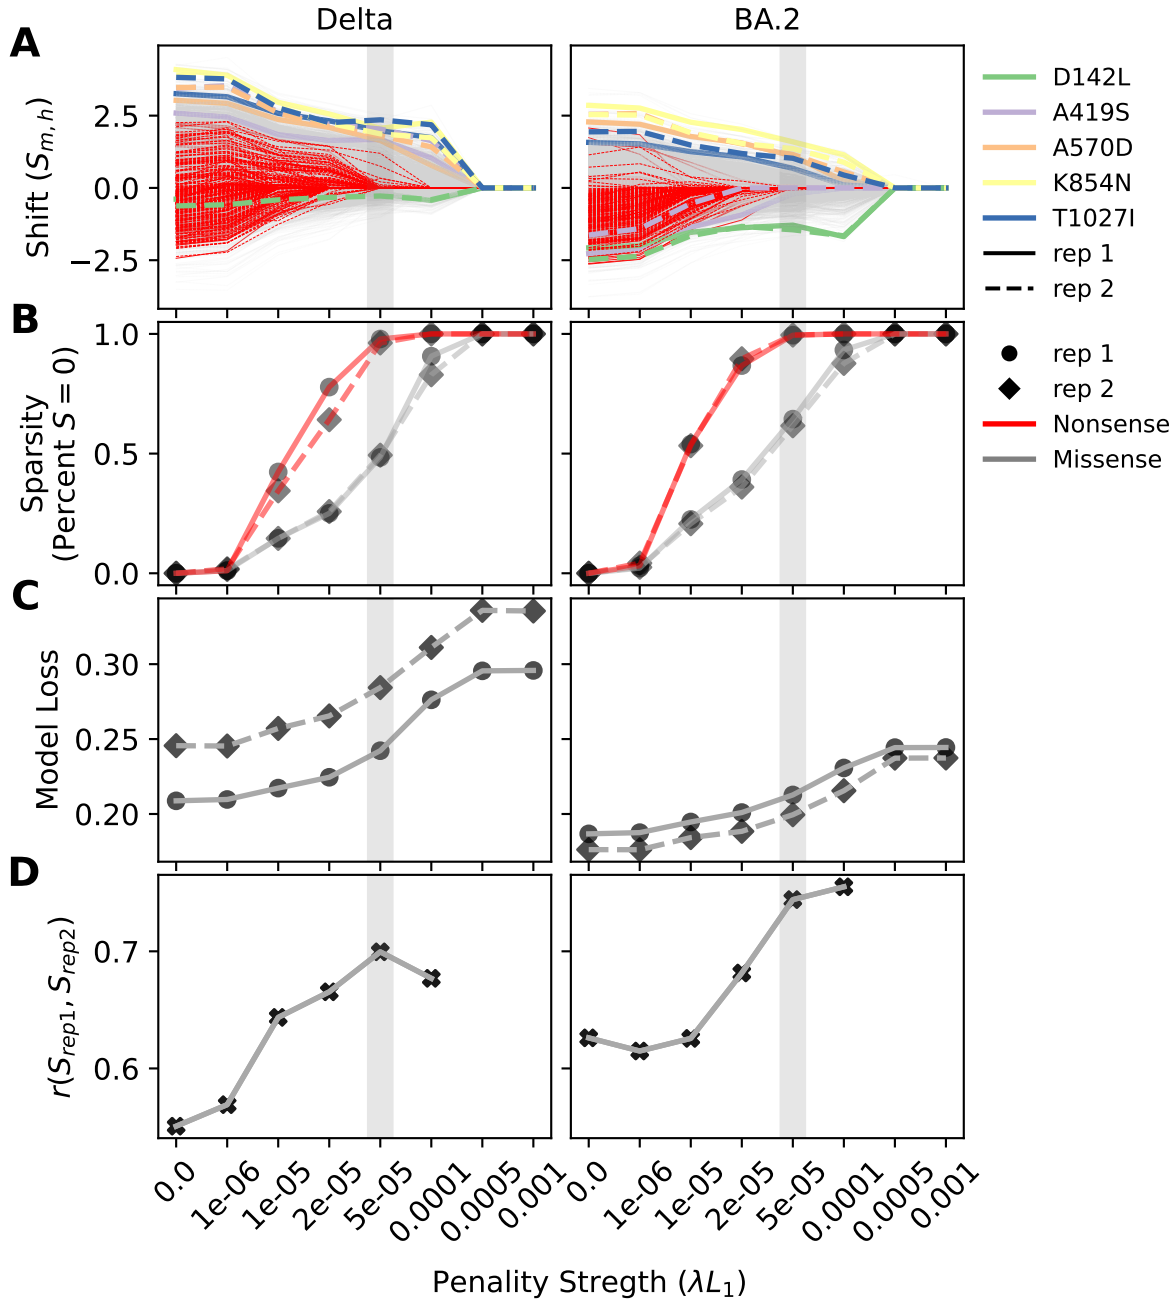 Delta
BA.2
A
Shift (S_{m, h})
2.5
0.0
−2.5
D142L
A419S
A570D
K854N
T1027I
rep 1
rep 2
B
Sparsity
(Percent S = 0)
1.0
0.5
0.0
rep 1
rep 2
Nonsense
Missense
C
Model Loss
0.30
0.25
0.20
D
r(S_{rep1}, S_{rep2})
0.7
0.6
0.0 1e-06 1e-05 2e-05 5e-05 0.0001 0.0005 0.001
0.0 1e-06 1e-05 2e-05 5e-05 0.0001 0.0005 0.001
Penality Stregth (λL₁)